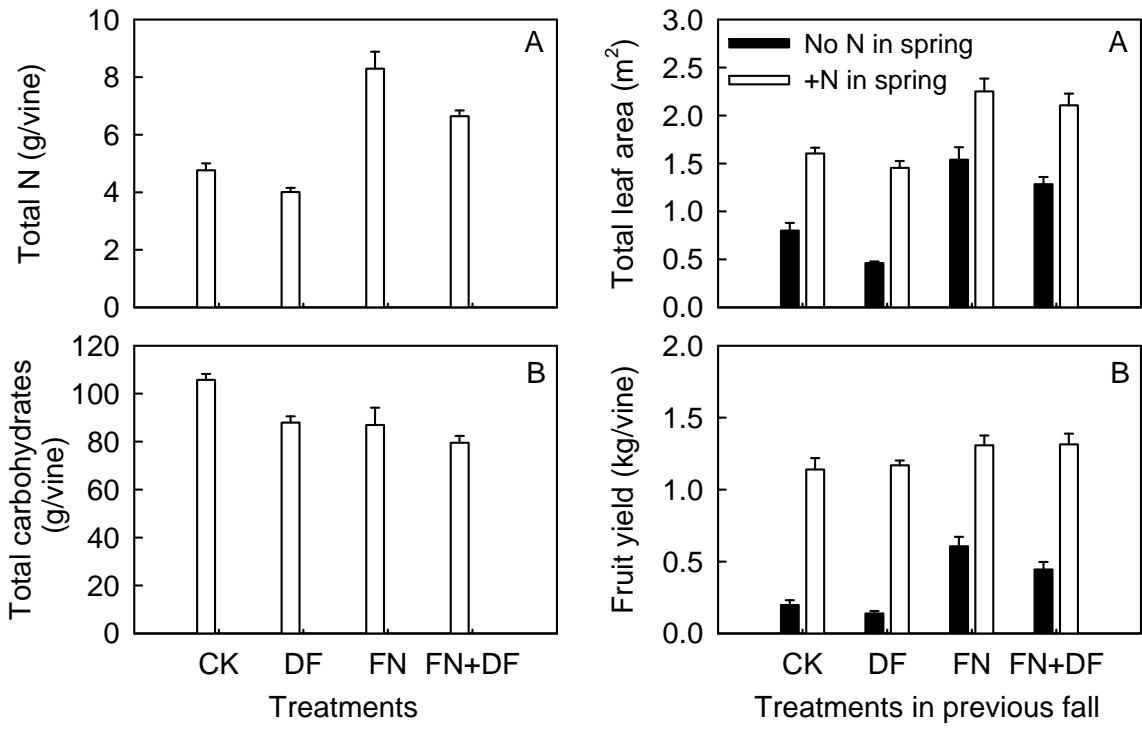 A
Total N (g/vine)
10
8
6
4
2
0
B
Total carbohydrates
(g/vine)
120
100
80
60
40
20
0
CK DF FN FN+DF
Treatments
A
No N in spring
+N in spring
Total leaf area (m²)
3.0
2.5
2.0
1.5
1.0
0.5
0.0
B
Fruit yield (kg/vine)
2.0
1.5
1.0
0.5
0.0
CK DF FN FN+DF
Treatments in previous fall